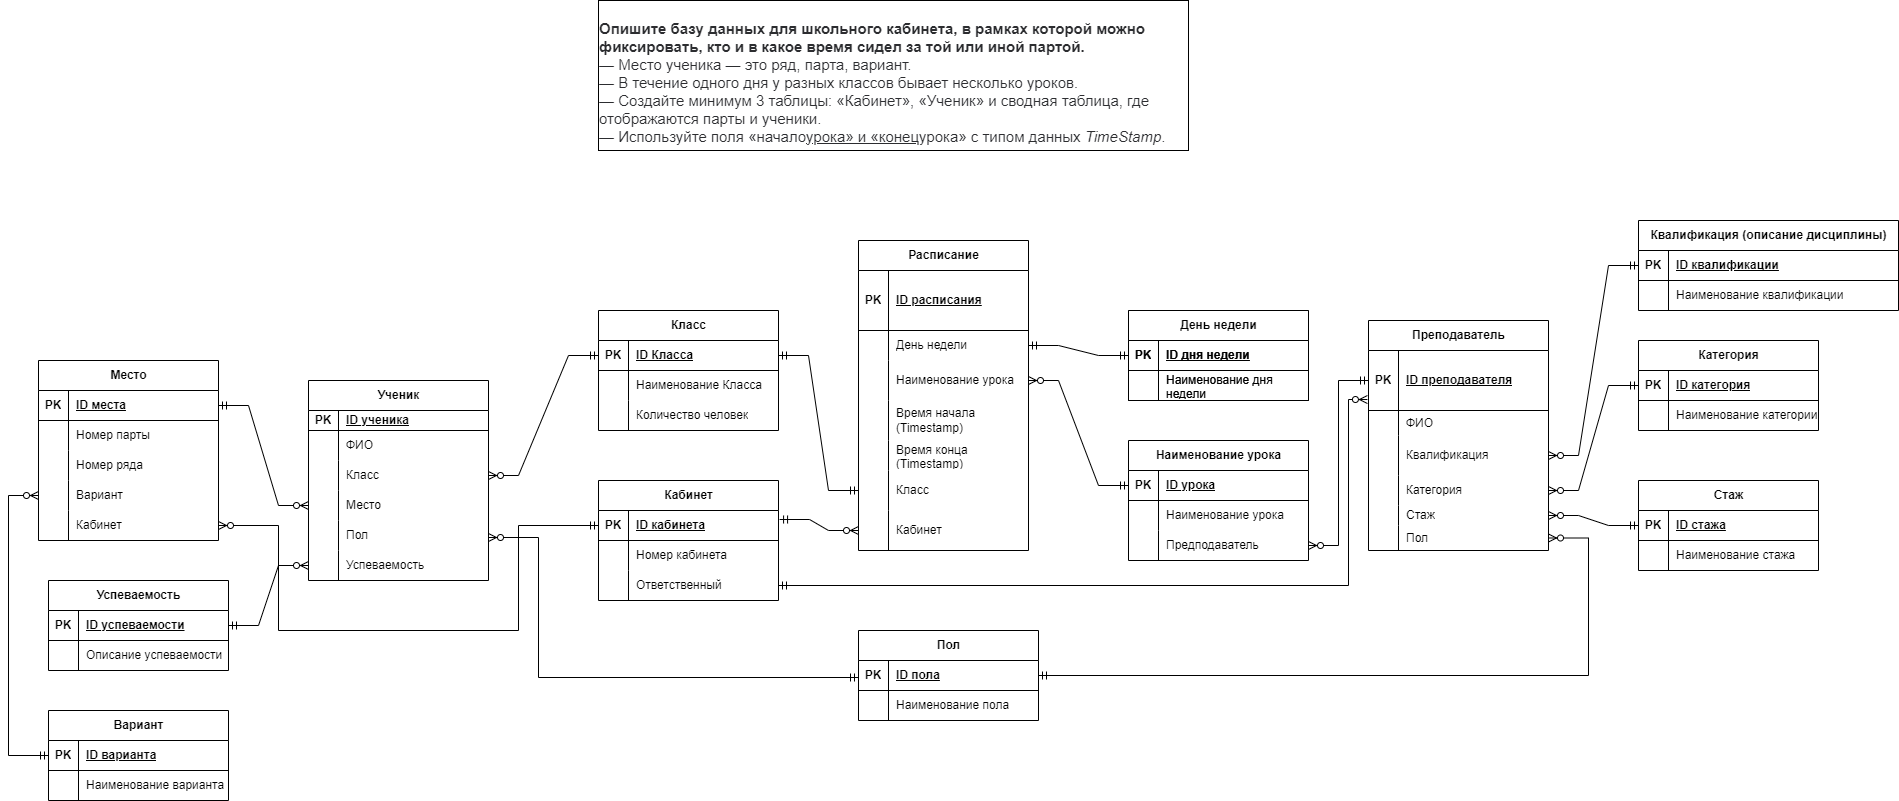 Опишите базу данных для школьного кабинета, в рамках которой можно
фиксировать, кто и в какое время сидел за той или иной партой.
— Место ученика — это ряд, парта, вариант.
— В течение одного дня у разных классов бывает несколько уроков.
— Создайте минимум 3 таблицы: «Кабинет», «Ученик» и сводная таблица, где
отображаются парты и ученики.
— Используйте поля «началоурока» и «конецурока» с типом данных TimeStamp.
Место
PK ID места
Номер парты
Номер ряда
Вариант
Кабинет
Успеваемость
PK ID успеваемости
Описание успеваемости
Вариант
PK ID варианта
Наименование варианта
Ученик
PK ID ученика
ФИО
Класс
Место
Пол
Успеваемость
Класс
PK ID Класса
Наименование Класса
Количество человек
Кабинет
PK ID кабинета
Номер кабинета
Ответственный
Расписание
PK ID расписания
День недели
Наименование урока
Время начала
(Timestamp)
Время конца
(Timestamp)
Класс
Кабинет
Пол
PK ID пола
Наименование пола
День недели
PK ID дня недели
Наименование дня
недели
Наименование урока
PK ID урока
Наименование урока
Предподаватель
Преподаватель
PK ID преподавателя
ФИО
Квалификация
Категория
Стаж
Пол
Квалификация (описание дисциплины)
PK ID квалификации
Наименование квалификации
Категория
PK ID категория
Наименование категории
Стаж
PK ID стажа
Наименование стажа